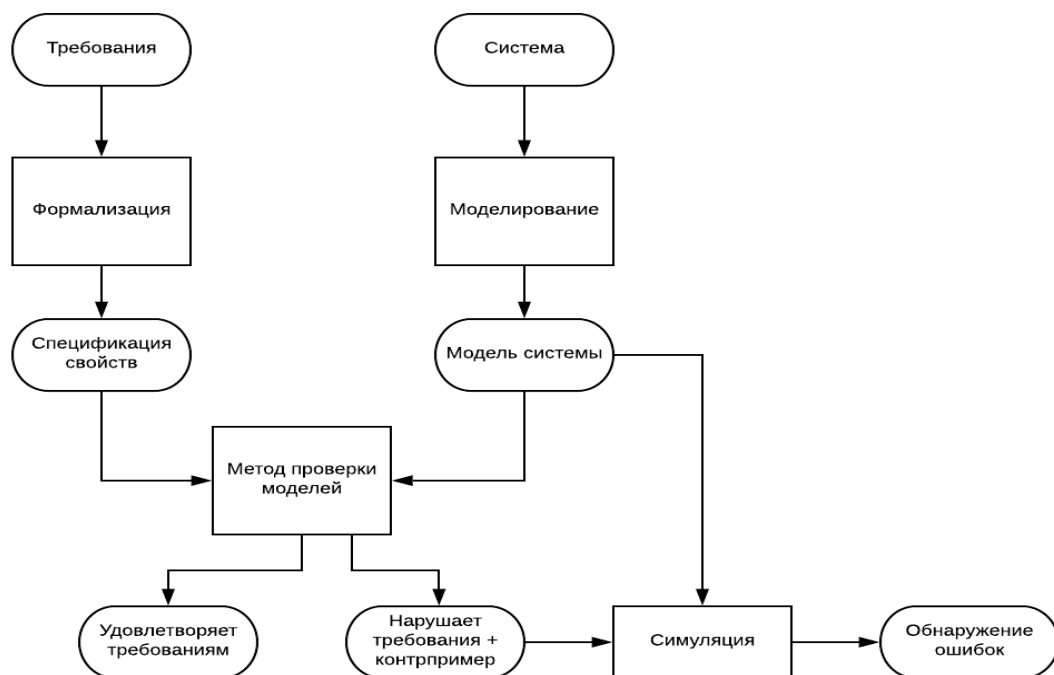 Требования
Система
Формализация
Моделирование
Спецификация
свойств
Модель системы
Метод проверки
моделей
Удовлетворяет
требованиям
Нарушает
требования +
контрпример
Симуляция
Обнаружение
ошибок